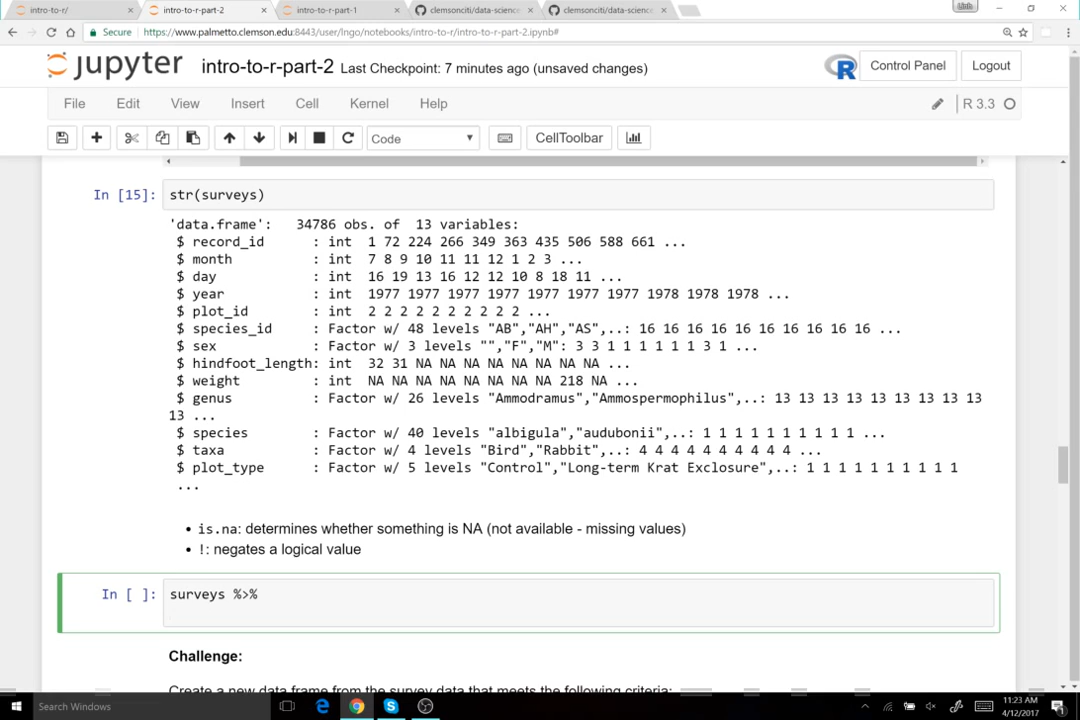 intro-to-r/
intro-to-r-part-2
intro-to-r-part-1
clemsonciti/data-science
clemsonciti/data-science
Secure https://www.palmetto.clemson.edu:8443/user/lngo/notebooks/intro-to-r/intro-to-r-part-2.ipynb#
jupyter intro-to-r-part-2 Last Checkpoint: 7 minutes ago (unsaved changes) R Control Panel Logout
File Edit View Insert Cell Kernel Help R 3.3
Code CellToolbar
In [15]: str(surveys)
'data.frame': 34786 obs. of 13 variables:
$ record_id : int 1 72 224 266 349 363 435 506 588 661 ...
$ month : int 7 8 9 10 11 11 12 1 2 3 ...
$ day : int 16 19 13 16 12 12 10 8 18 11 ...
$ year : int 1977 1977 1977 1977 1977 1977 1977 1978 1978 1978 ...
$ plot_id : int 2 2 2 2 2 2 2 2 2 2 ...
$ species_id : Factor w/ 48 levels "AB","AH","AS",..: 16 16 16 16 16 16 16 16 16 16 ...
$ sex : Factor w/ 3 levels "","F","M": 3 3 1 1 1 1 1 1 3 1 ...
$ hindfoot_length: int 32 31 NA NA NA NA NA NA NA NA ...
$ weight : int NA NA NA NA NA NA NA NA 218 NA ...
$ genus : Factor w/ 26 levels "Ammodramus","Ammospermophilus",..: 13 13 13 13 13 13 13 13 13
13 ...
$ species : Factor w/ 40 levels "albigula","audubonii",..: 1 1 1 1 1 1 1 1 1 1 ...
$ taxa : Factor w/ 4 levels "Bird","Rabbit",..: 4 4 4 4 4 4 4 4 4 4 ...
$ plot_type : Factor w/ 5 levels "Control","Long-term Krat Exclosure",..: 1 1 1 1 1 1 1 1 1 1
...
• is.na: determines whether something is NA (not available - missing values)
• !: negates a logical value
In [ ]: surveys %>%
Challenge:
Create a new data frame from the survey data that meets the following criteria:
Search Windows
11:23 AM
4/12/2017